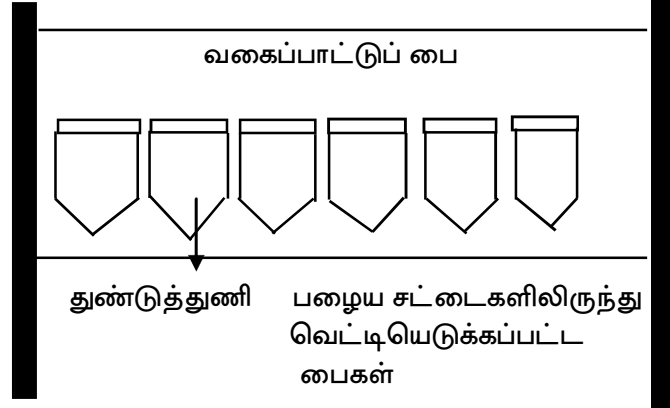 வகைப்பாட்டுப் பை
துண்டுத்துணி பழைய சட்டைகளிலிருந்து
வெட்டியெடுக்கப்பட்ட
பைகள்